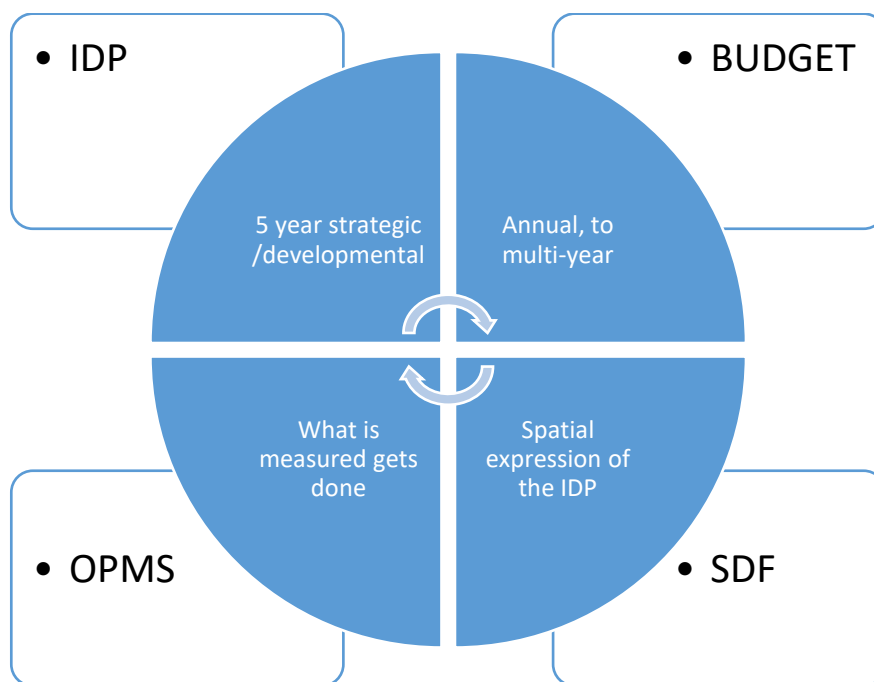 • IDP
• BUDGET
5 year strategic
/developmental
Annual, to
multi-year
What is
measured gets
done
Spatial
expression of
the IDP
• OPMS
• SDF